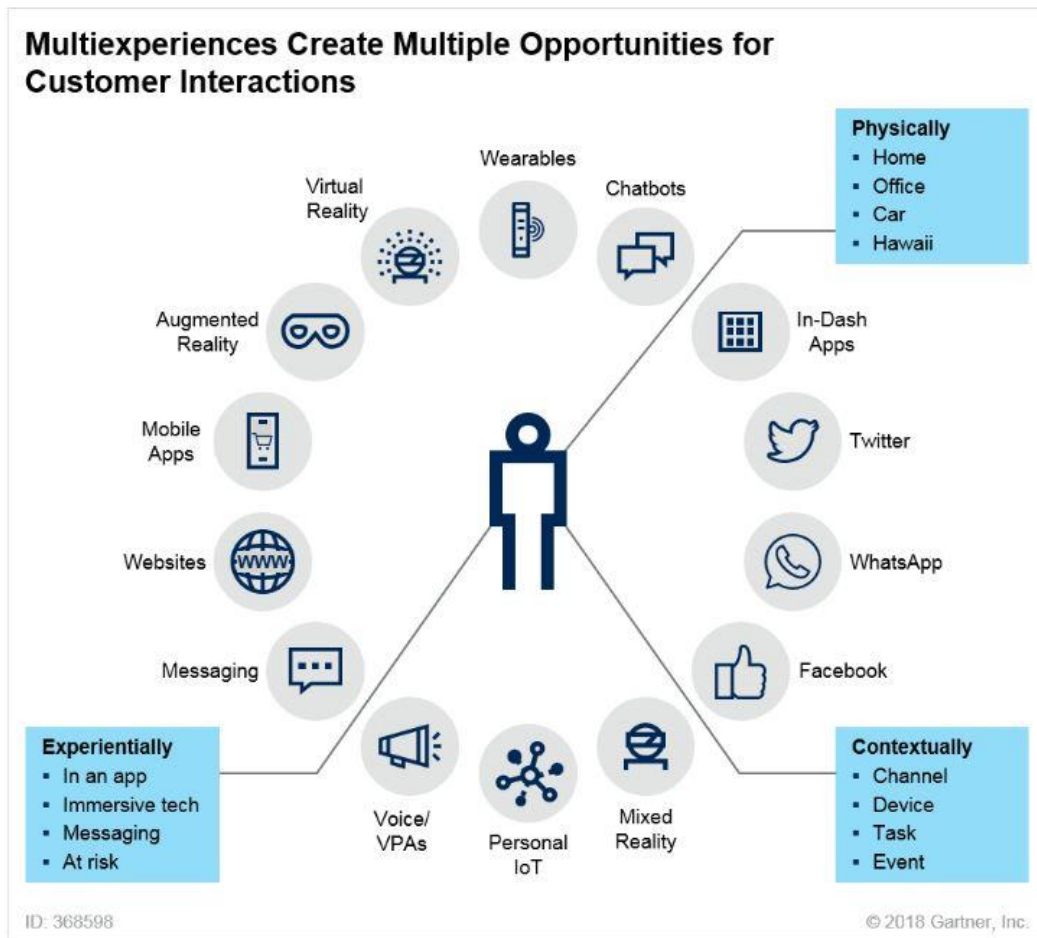 Multiexperiences Create Multiple Opportunities for
Customer Interactions
Physically
▪ Home
▪ Office
▪ Car
▪ Hawaii
Wearables
Chatbots
Virtual
Reality
In-Dash
Apps
Augmented
Reality
Twitter
Mobile
Apps
WhatsApp
Websites
WWW
Facebook
Messaging
Experientially
▪ In an app
▪ Immersive tech
▪ Messaging
▪ At risk
Voice/
VPAs
Personal
IoT
Mixed
Reality
Contextually
▪ Channel
▪ Device
▪ Task
▪ Event
ID: 368598
© 2018 Gartner, Inc.